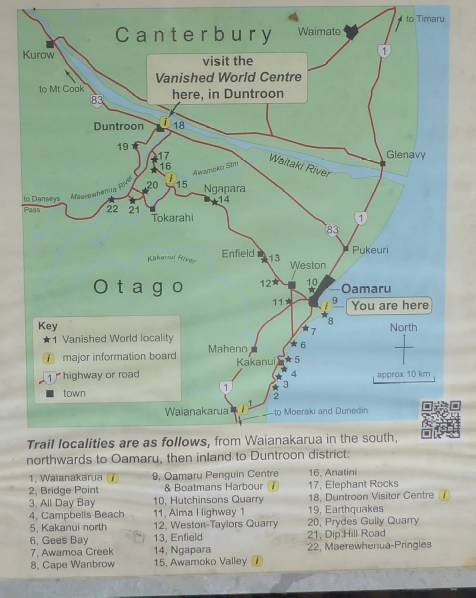 Canterbury
Waimate
to Timaru
1
Kurow
visit the
Vanished World Centre
here, in Duntroon
to Mt Cook
83
Duntroon
i
18
19
17
16
Awamoko Stm
Waitaki River
Glenavy
i
15
20
Maerewhenua River
Ngapara
14
to Danseys
Pass
22
21
Tokarahi
1
83
Pukeuri
Kakanui River
Enfield
13
Weston
Otago
12
10
Oamaru
11
9
i
You are here
8
7
Key
1 Vanished World locality
i major information board
1 highway or road
town
North
6
Maheno
Kakanui
5
4
approx 10 km
3
1
2
Waianakarua
i
1
to Moeraki and Dunedin
Trail localities are as follows, from Waianakarua in the south,
northwards to Oamaru, then inland to Duntroon district:
1, Waianakarua i
2, Bridge Point
3, All Day Bay
4, Campbells Beach
5, Kakanui north
6, Gees Bay
7, Awamoa Creek
8, Cape Wanbrow
9, Oamaru Penguin Centre
& Boatmans Harbour i
10, Hutchinsons Quarry
11, Alma Highway 1
12, Weston-Taylors Quarry
13, Enfield
14, Ngapara
15, Awamoko Valley i
16, Anatini
17, Elephant Rocks
18, Duntroon Visitor Centre i
19, Earthquakes
20, Prydes Gully Quarry
21, Dip Hill Road
22, Maerewhenua-Pringles